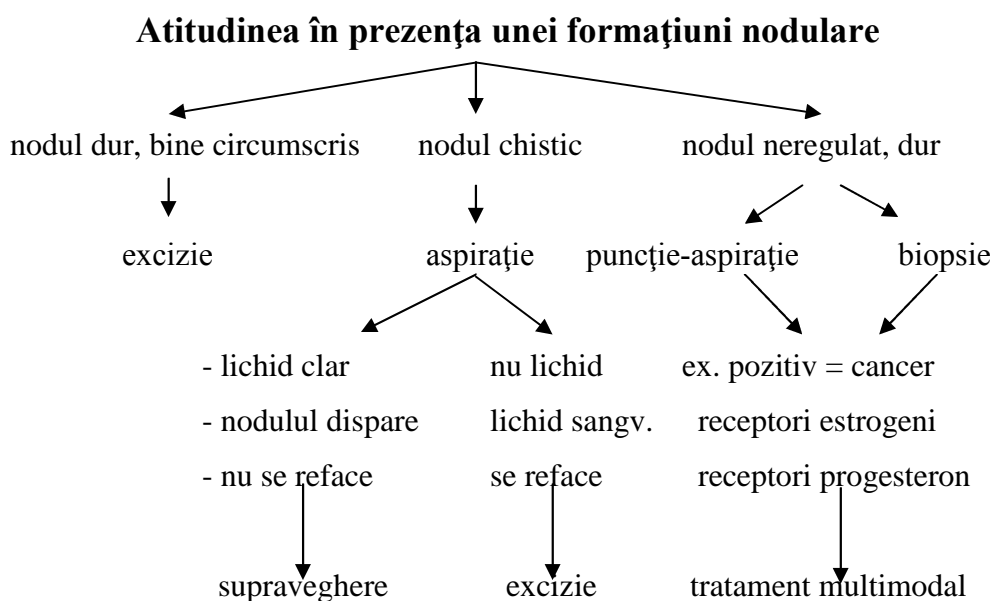 Atitudinea în prezenţa unei formaţiuni nodulare
nodul dur, bine circumscris nodul chistic nodul neregulat, dur
excizie aspiraţie puncţie-aspiraţie biopsie
- lichid clar nu lichid ex. pozitiv = cancer
- nodulul dispare lichid sangv. receptori estrogeni
- nu se reface se reface receptori progesteron
supraveghere excizie tratament multimodal